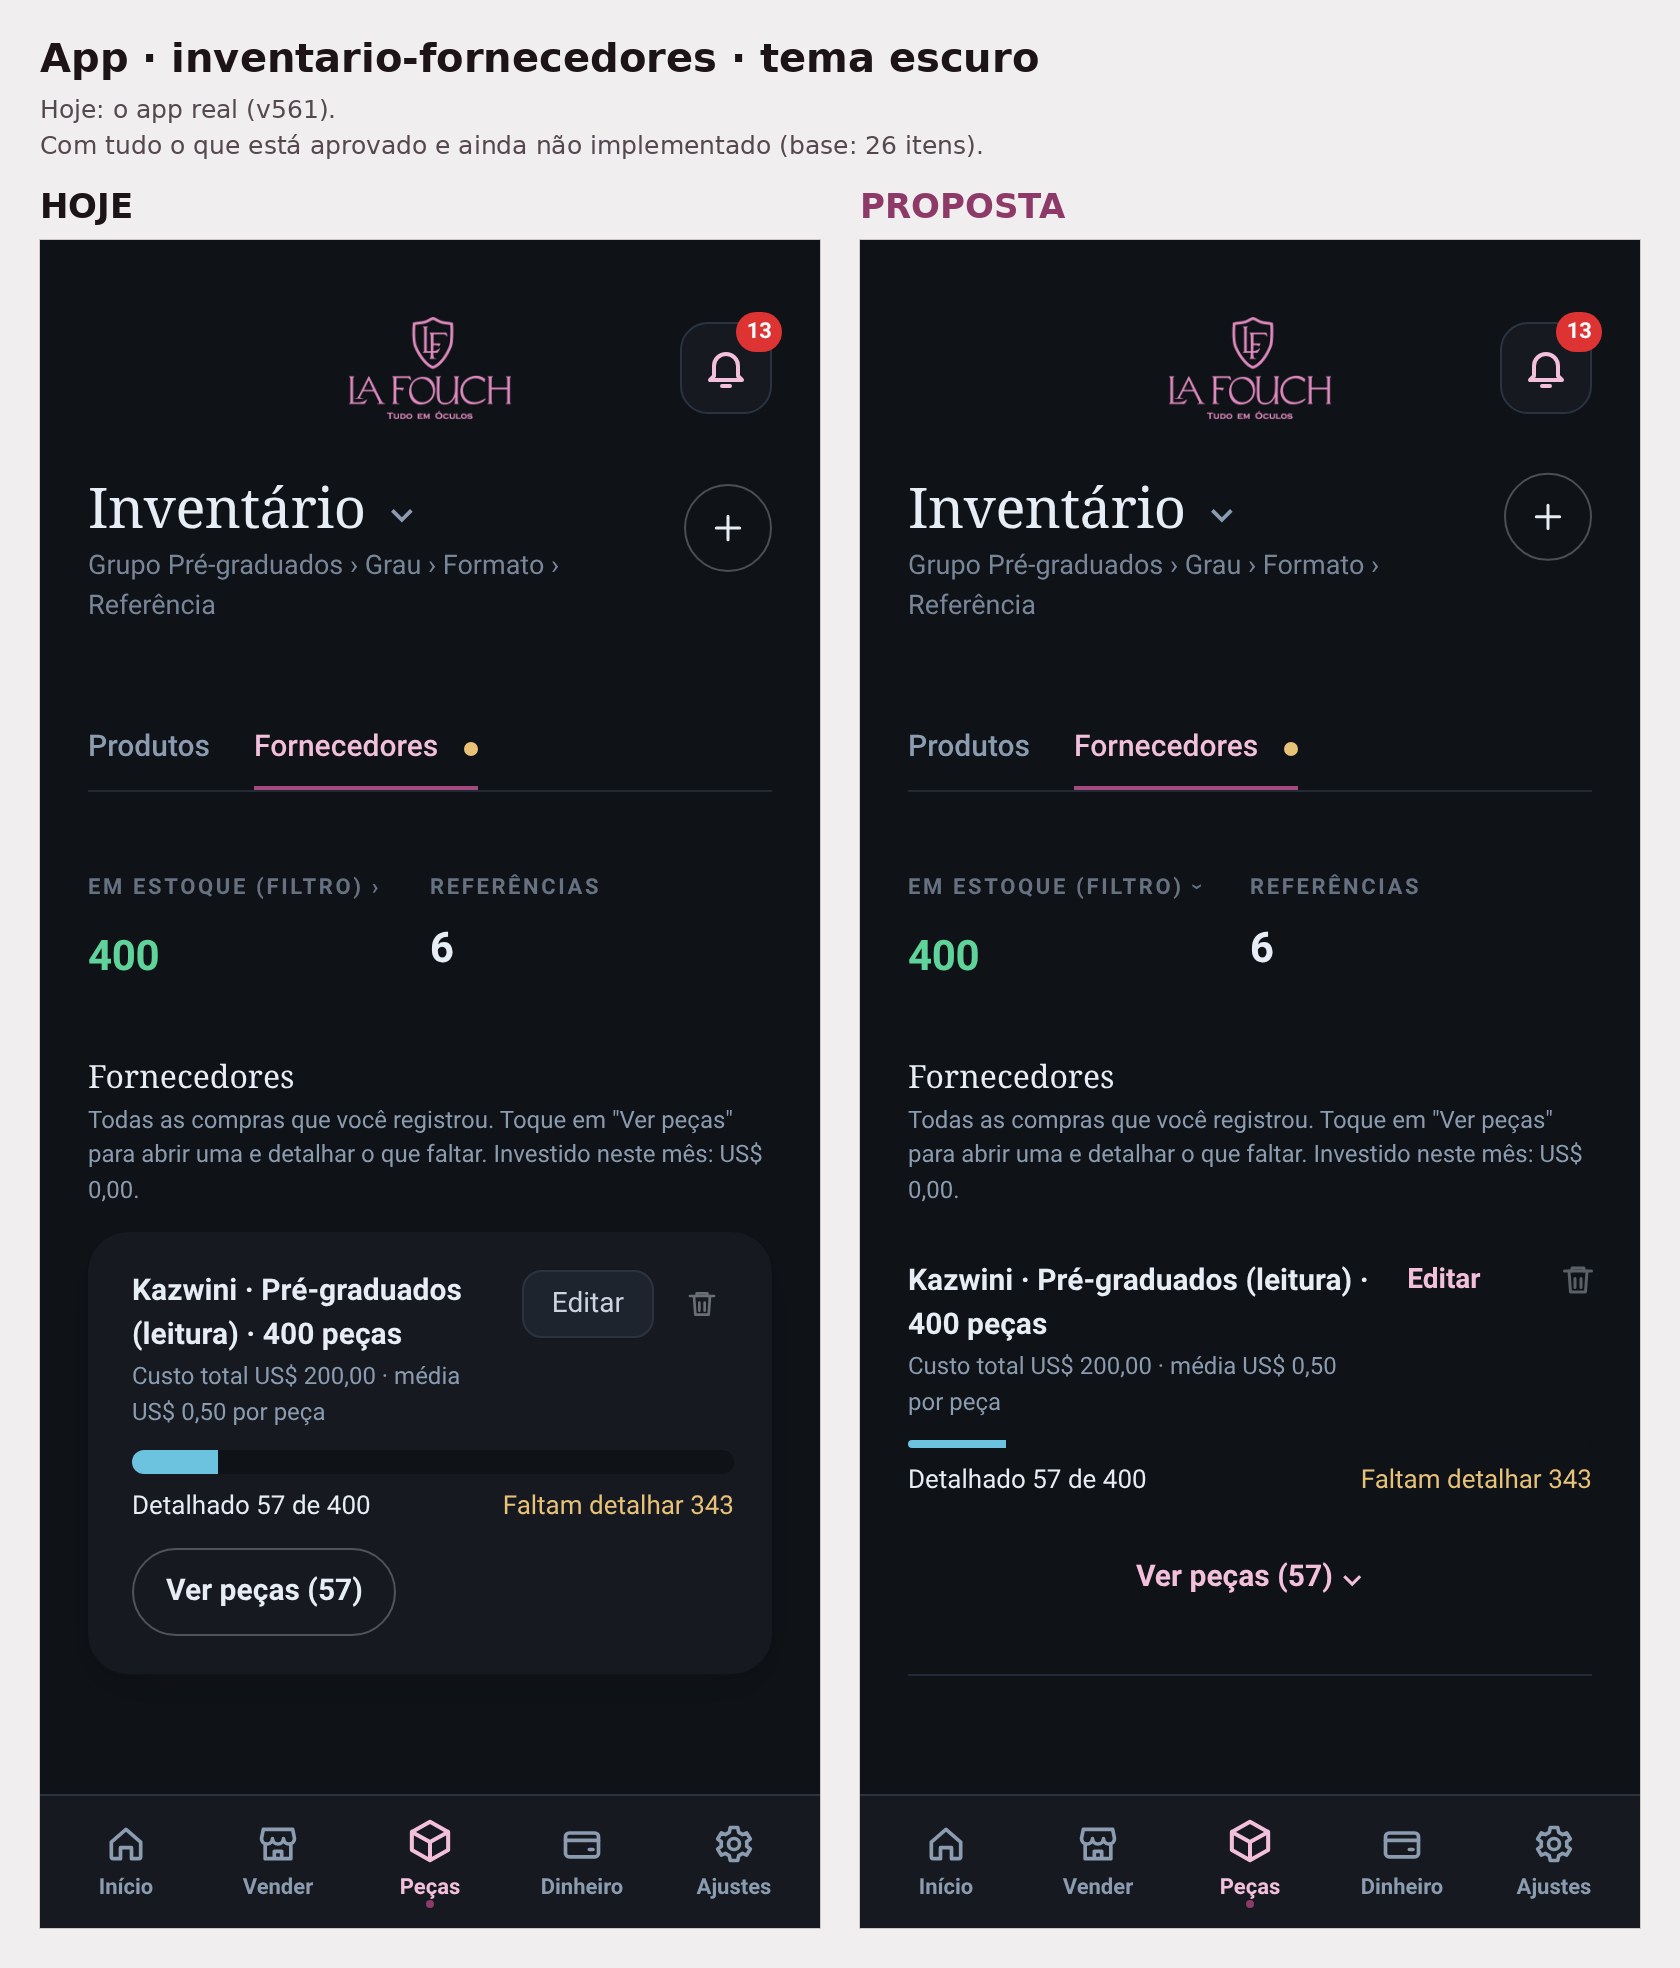 App · inventario-fornecedores · tema escuro
Hoje: o app real (v561).
Com tudo o que está aprovado e ainda não implementado (base: 26 itens).
HOJE
LF
LA FOUCH
TUDO EM ÓCULOS
13
Inventário
Grupo Pré-graduados › Grau › Formato ›
Referência
Produtos
Fornecedores
EM ESTOQUE (FILTRO) ›
REFERÊNCIAS
400
6
Fornecedores
Todas as compras que você registrou. Toque em "Ver peças"
para abrir uma e detalhar o que faltar. Investido neste mês: US$
0,00.
Kazwini · Pré-graduados
(leitura) · 400 peças
Editar
Custo total US$ 200,00 · média
US$ 0,50 por peça
Detalhado 57 de 400
Faltam detalhar 343
Ver peças (57)
Início
Vender
Peças
Dinheiro
Ajustes
PROPOSTA
LF
LA FOUCH
TUDO EM ÓCULOS
13
Inventário
Grupo Pré-graduados › Grau › Formato ›
Referência
Produtos
Fornecedores
EM ESTOQUE (FILTRO)
REFERÊNCIAS
400
6
Fornecedores
Todas as compras que você registrou. Toque em "Ver peças"
para abrir uma e detalhar o que faltar. Investido neste mês: US$
0,00.
Kazwini · Pré-graduados (leitura) ·
400 peças
Editar
Custo total US$ 200,00 · média US$ 0,50
por peça
Detalhado 57 de 400
Faltam detalhar 343
Ver peças (57)
Início
Vender
Peças
Dinheiro
Ajustes